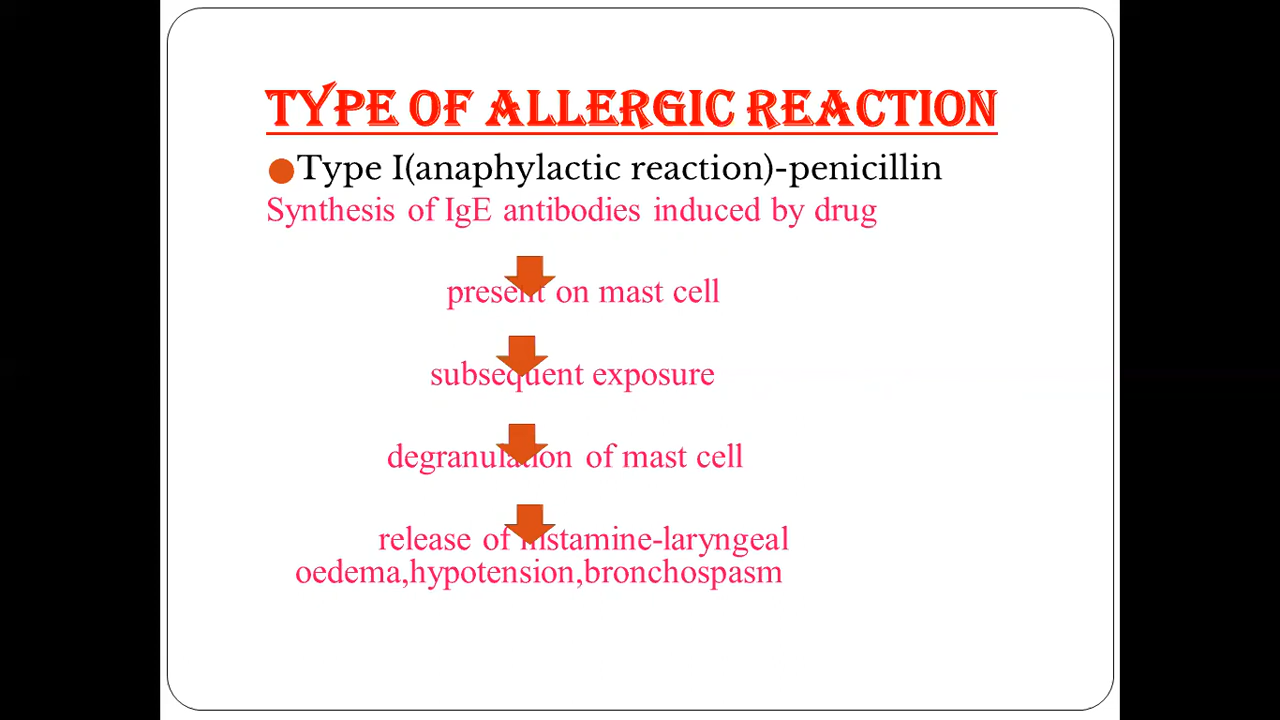 TYPE OF ALLERGIC REACTION
Type I(anaphylactic reaction)-penicillin
Synthesis of IgE antibodies induced by drug
present on mast cell
subsequent exposure
degranulation of mast cell
release of histamine-laryngeal
oedema,hypotension,bronchospasm